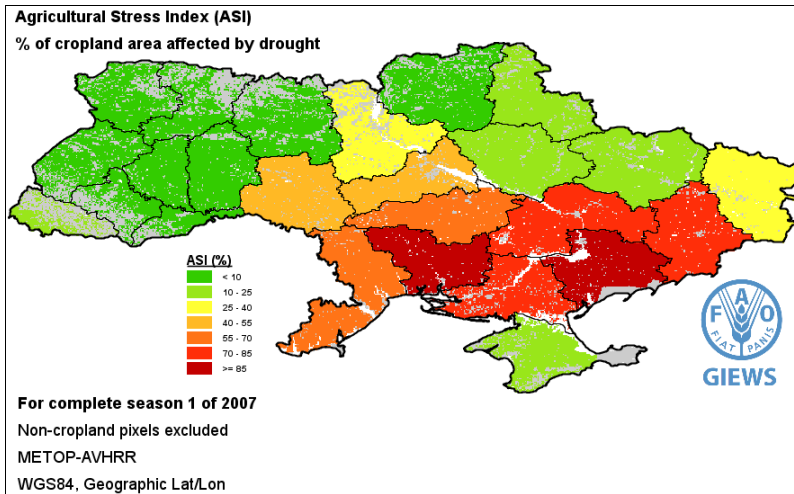 Agricultural Stress Index (ASI)
% of cropland area affected by drought
ASI (%)
< 10
10 - 25
25 - 40
40 - 55
55 - 70
70 - 85
>= 85
F A O
FIAT PANIS
GIEWS
For complete season 1 of 2007
Non-cropland pixels excluded
METOP-AVHRR
WGS84, Geographic Lat/Lon